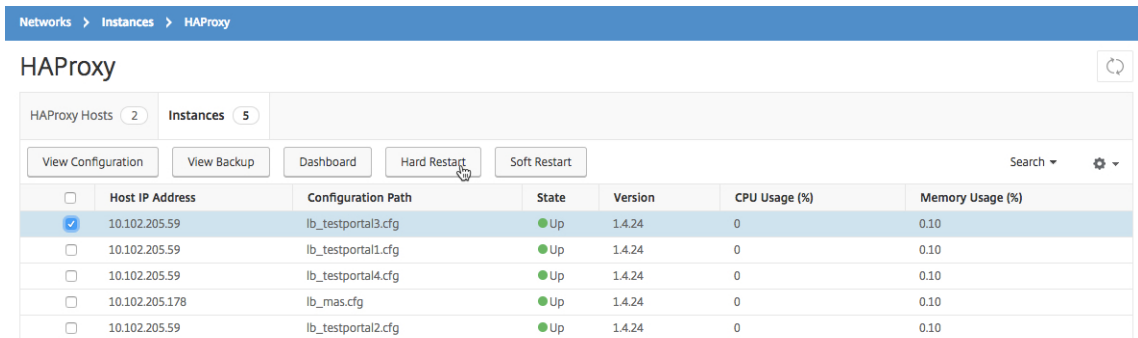 Networks > Instances > HAProxy
HAProxy
HAProxy Hosts 2 Instances 5
View Configuration View Backup Dashboard Hard Restart Soft Restart Search
Host IP Address Configuration Path State Version CPU Usage (%) Memory Usage (%)
10.102.205.59 lb_testportal3.cfg Up 1.4.24 0 0.10
10.102.205.59 lb_testportal1.cfg Up 1.4.24 0 0.10
10.102.205.59 lb_testportal4.cfg Up 1.4.24 0 0.10
10.102.205.178 lb_mas.cfg Up 1.4.24 0 0.10
10.102.205.59 lb_testportal2.cfg Up 1.4.24 0 0.10